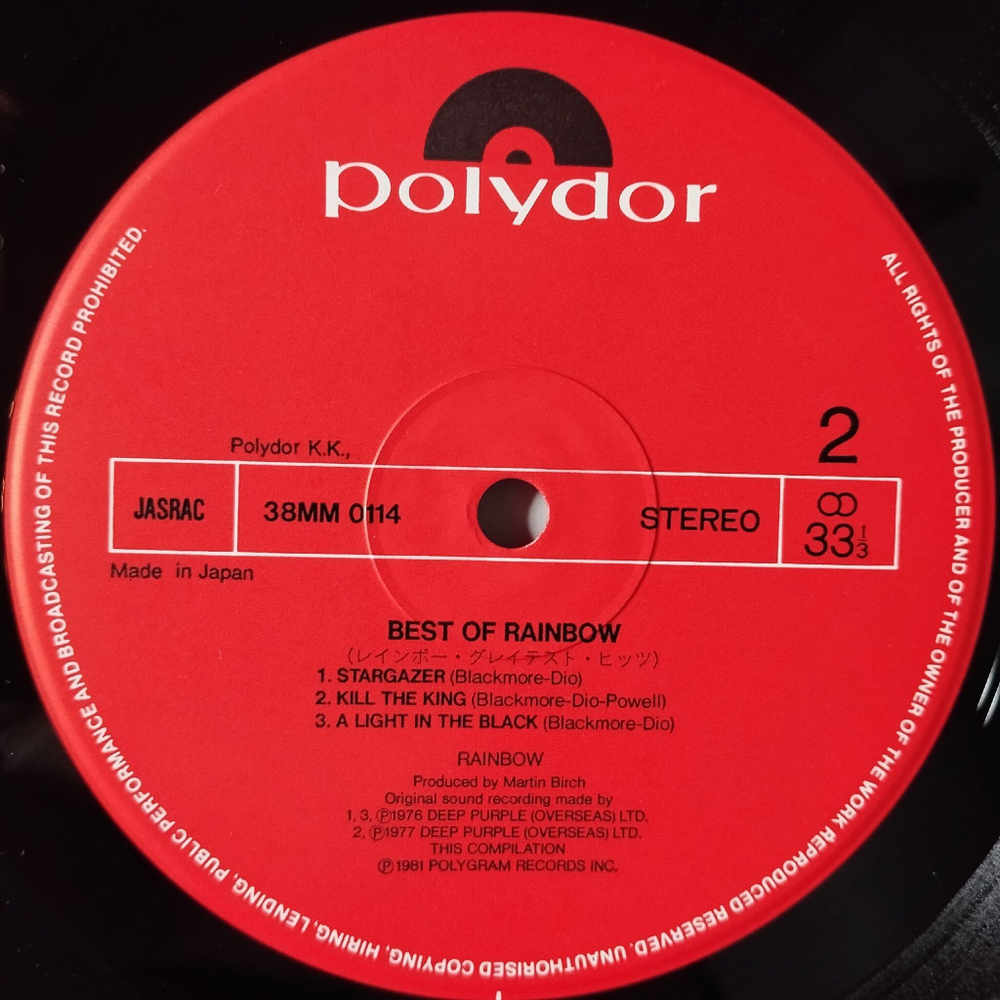 polydor
ALL RIGHTS OF THE PRODUCER AND OF THE OWNER OF THE WORK REPRODUCED RESERVED. UNAUTHORISED COPYING, HIRING, LENDING, PUBLIC PERFORMANCE AND BROADCASTING OF THIS RECORD PROHIBITED.
2
Polydor K.K.,
JASRAC 38MM 0114 STEREO 33 1/3
Made in Japan
BEST OF RAINBOW
(レインボー・グレイテスト・ヒッツ)
1. STARGAZER (Blackmore-Dio)
2. KILL THE KING (Blackmore-Dio-Powell)
3. A LIGHT IN THE BLACK (Blackmore-Dio)
RAINBOW
Produced by Martin Birch
Original sound recording made by
1, 3, Ⓟ1976 DEEP PURPLE (OVERSEAS) LTD.
2, Ⓟ1977 DEEP PURPLE (OVERSEAS) LTD.
THIS COMPILATION
Ⓟ1981 POLYGRAM RECORDS INC.